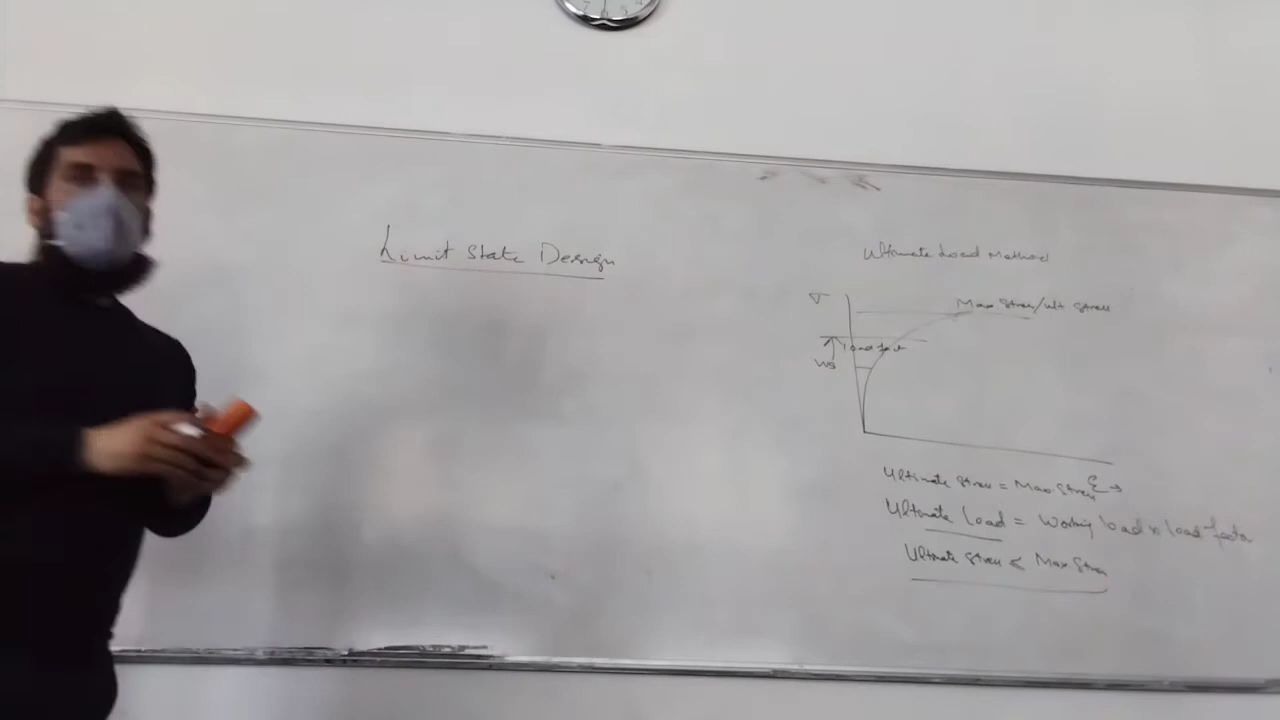 Limit State Design
Ultimate Load Method
σ
Max Stress/ult Stress
Load fact
WS
ε →
Ultimate Stress = Max Stress
Ultimate load = Working load x load factor
Ultimate Stress < Max Stress